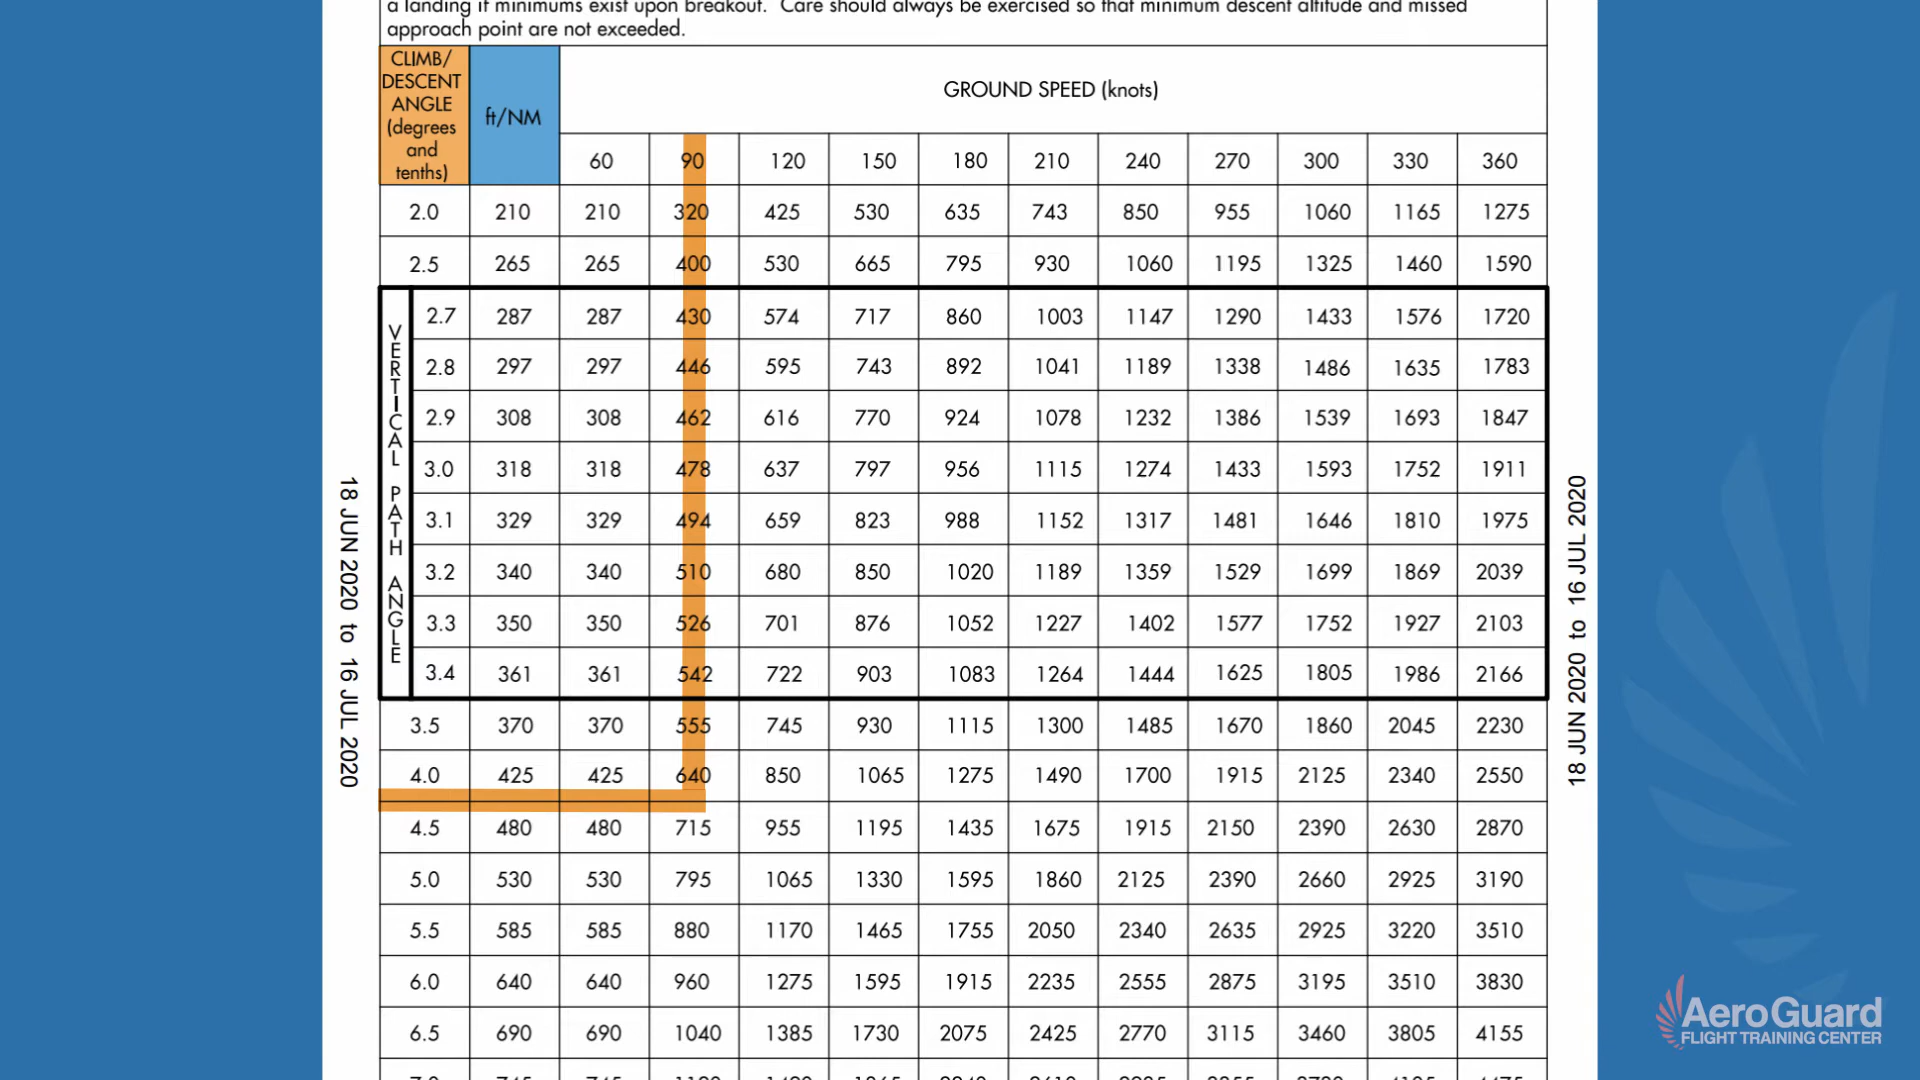 a landing if minimums exist upon breakout. Care should always be exercised so that minimum descent altitude and missed
approach point are not exceeded.
CLIMB/
DESCENT
ANGLE
(degrees
and
tenths)
ft/NM
GROUND SPEED (knots)
60 90 120 150 180 210 240 270 300 330 360
2.0 210 210 320 425 530 635 743 850 955 1060 1165 1275
2.5 265 265 400 530 665 795 930 1060 1195 1325 1460 1590
VERTICAL PATH ANGLE
2.7 287 287 430 574 717 860 1003 1147 1290 1433 1576 1720
2.8 297 297 446 595 743 892 1041 1189 1338 1486 1635 1783
2.9 308 308 462 616 770 924 1078 1232 1386 1539 1693 1847
3.0 318 318 478 637 797 956 1115 1274 1433 1593 1752 1911
3.1 329 329 494 659 823 988 1152 1317 1481 1646 1810 1975
3.2 340 340 510 680 850 1020 1189 1359 1529 1699 1869 2039
3.3 350 350 526 701 876 1052 1227 1402 1577 1752 1927 2103
3.4 361 361 542 722 903 1083 1264 1444 1625 1805 1986 2166
3.5 370 370 555 745 930 1115 1300 1485 1670 1860 2045 2230
4.0 425 425 640 850 1065 1275 1490 1700 1915 2125 2340 2550
4.5 480 480 715 955 1195 1435 1675 1915 2150 2390 2630 2870
5.0 530 530 795 1065 1330 1595 1860 2125 2390 2660 2925 3190
5.5 585 585 880 1170 1465 1755 2050 2340 2635 2925 3220 3510
6.0 640 640 960 1275 1595 1915 2235 2555 2875 3195 3510 3830
6.5 690 690 1040 1385 1730 2075 2425 2770 3115 3460 3805 4155
18 JUN 2020 to 16 JUL 2020
18 JUN 2020 to 16 JUL 2020
AeroGuard
FLIGHT TRAINING CENTER